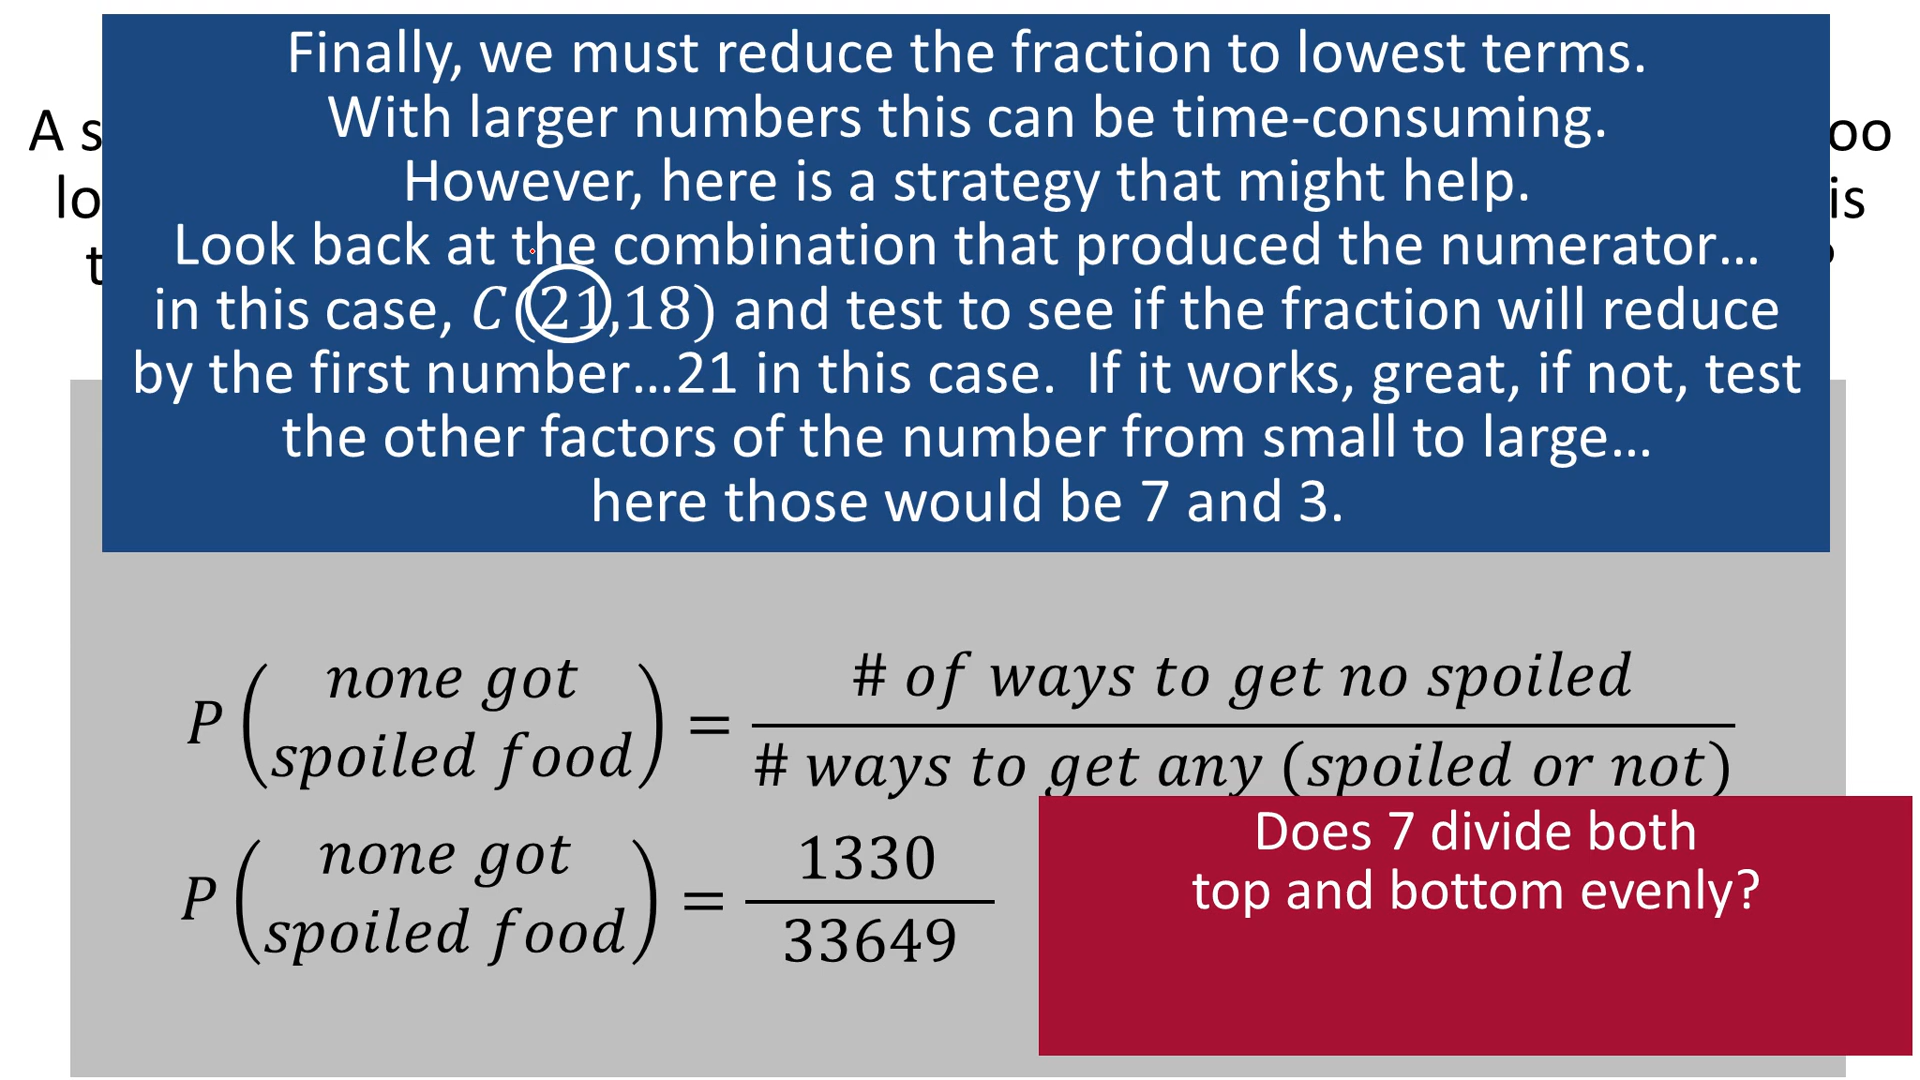 Finally, we must reduce the fraction to lowest terms.
With larger numbers this can be time-consuming.
However, here is a strategy that might help.
Look back at the combination that produced the numerator…
in this case, C(21,18) and test to see if the fraction will reduce
by the first number…21 in this case. If it works, great, if not, test
the other factors of the number from small to large…
here those would be 7 and 3.
P(none got spoiled food) = # of ways to get no spoiled / # ways to get any (spoiled or not)
P(none got spoiled food) = 1330 / 33649
Does 7 divide both
top and bottom evenly?